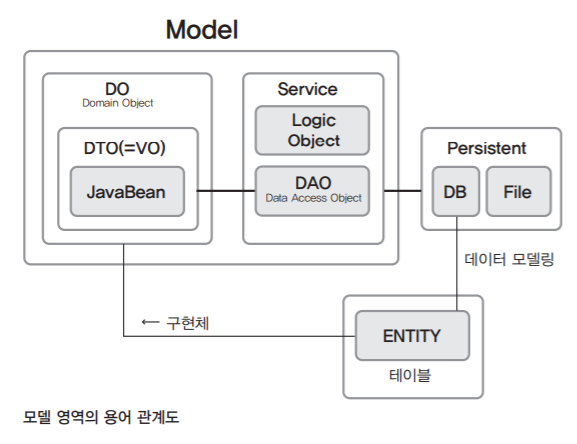 Model
DO
Domain Object
DTO(=VO)
JavaBean
Service
Logic
Object
DAO
Data Access Object
Persistent
DB
File
데이터 모델링
← 구현체
ENTITY
테이블
모델 영역의 용어 관계도